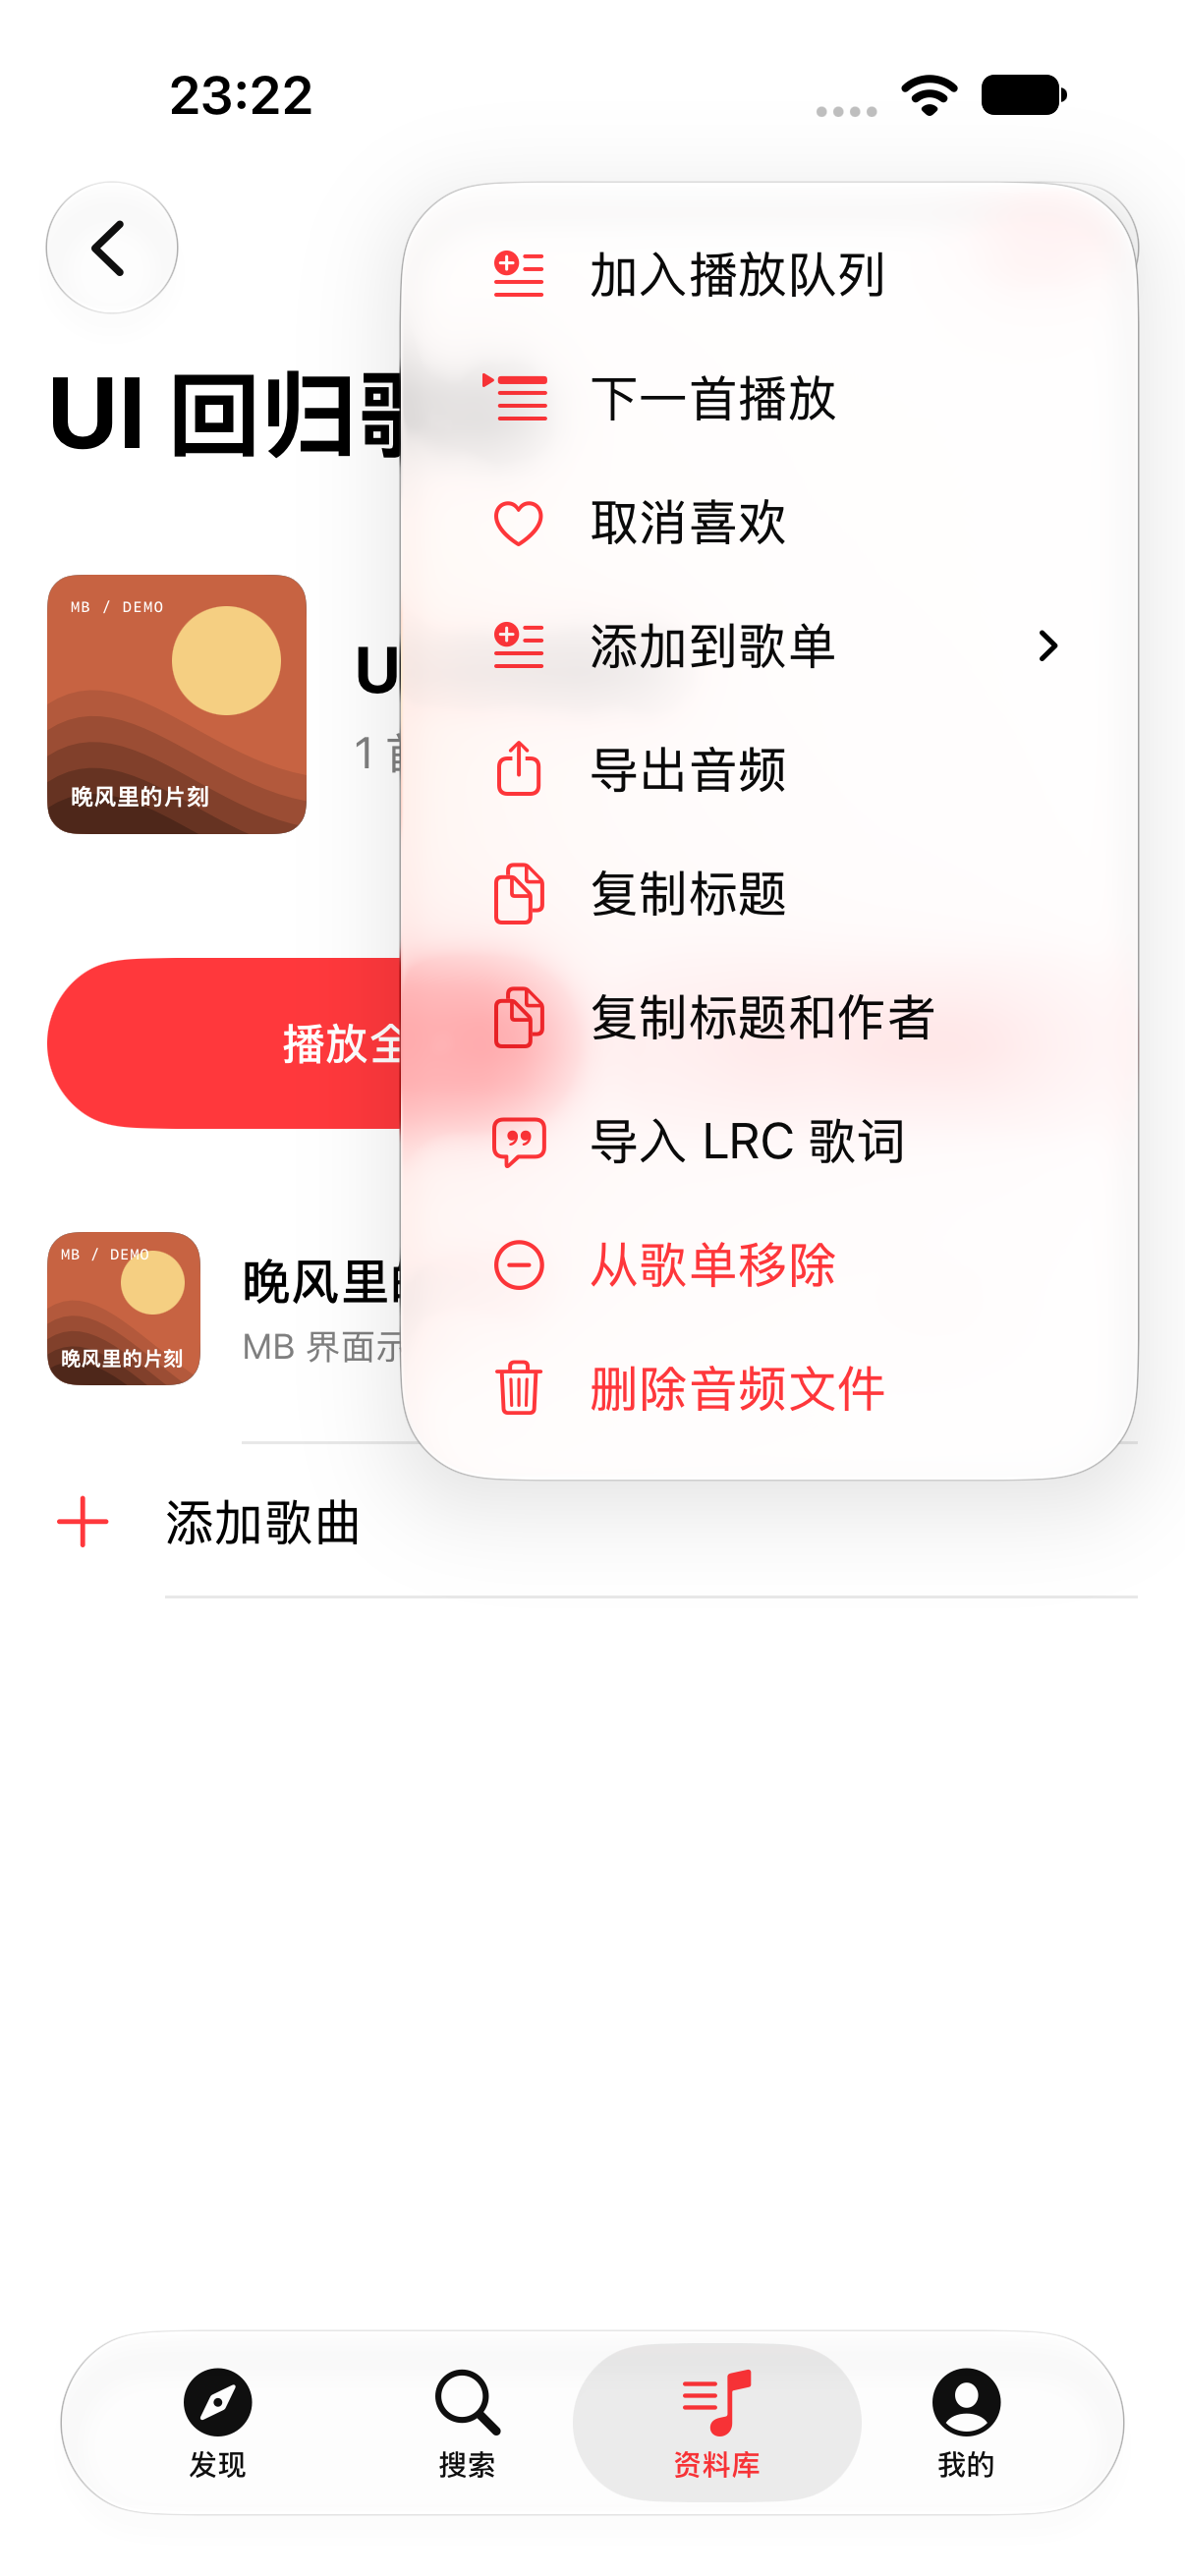 23:22
加入播放队列
下一首播放
取消喜欢
添加到歌单
导出音频
复制标题
复制标题和作者
导入 LRC 歌词
从歌单移除
删除音频文件
UI 回归歌
MB / DEMO
晚风里的片刻
U
1 首
播放全
MB / DEMO
晚风里的片刻
晚风里的
MB 界面示
添加歌曲
发现
搜索
资料库
我的